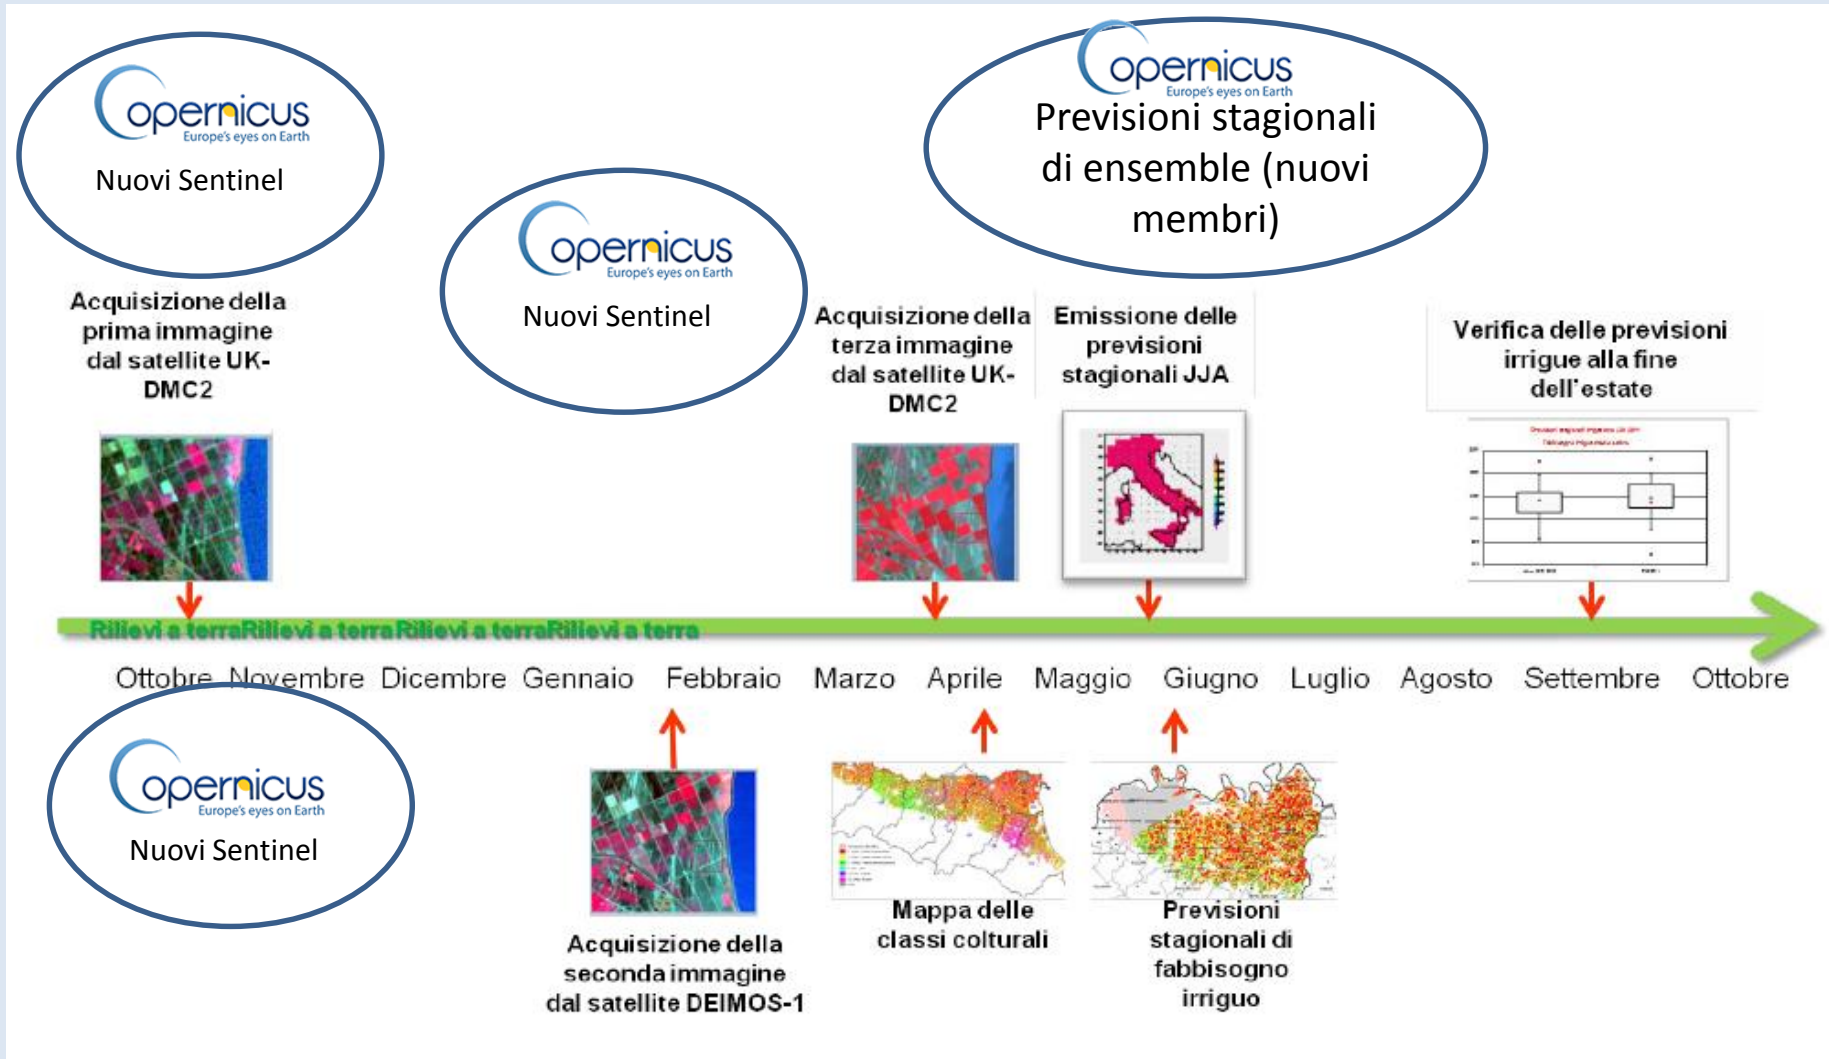 Copernicus
Europe's eyes on Earth
Nuovi Sentinel
Copernicus
Europe's eyes on Earth
Nuovi Sentinel
Copernicus
Europe's eyes on Earth
Previsioni stagionali
di ensemble (nuovi
membri)
Acquisizione della
prima immagine
dal satellite UK-
DMC2
Acquisizione della
terza immagine
dal satellite UK-
DMC2
Emissione delle
previsioni
stagionali JJA
Verifica delle previsioni
irrigue alla fine
dell'estate
Rilievi a terraRilievi a terraRilievi a terraRilievi a terra
Ottobre Novembre Dicembre Gennaio Febbraio Marzo Aprile Maggio Giugno Luglio Agosto Settembre Ottobre
Copernicus
Europe's eyes on Earth
Nuovi Sentinel
Acquisizione della
seconda immagine
dal satellite DEIMOS-1
Mappa delle
classi colturali
Previsioni
stagionali di
fabbisogno
irriguo